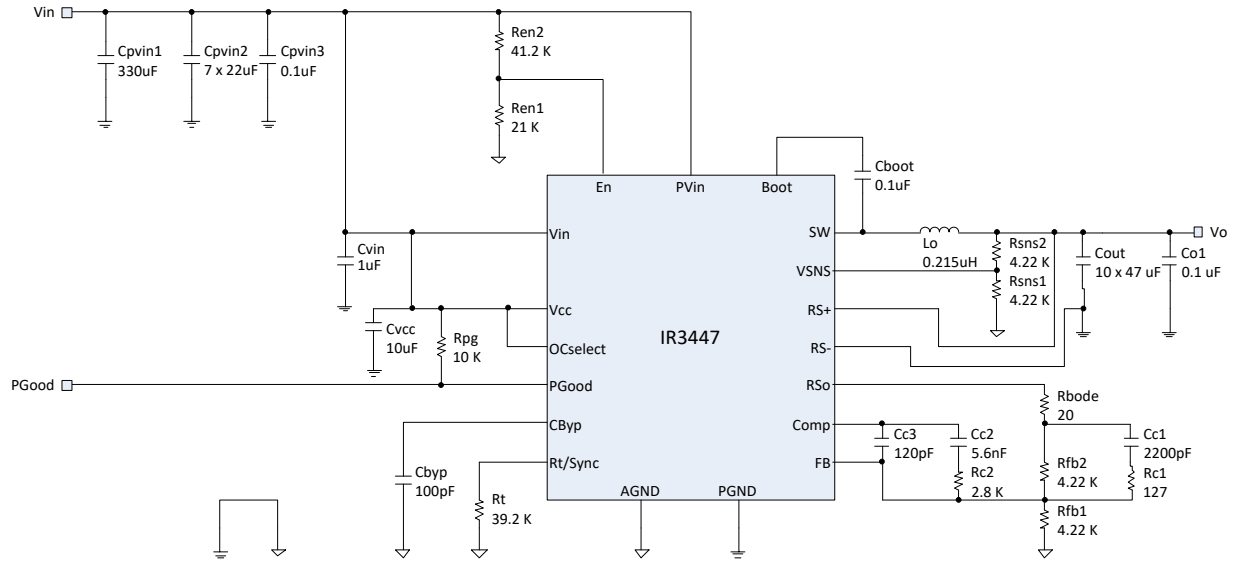 Vin
Cpvin1
330uF
Cpvin2
7 x 22uF
Cpvin3
0.1uF
Ren2
41.2 K
Ren1
21 K
Cboot
0.1uF
En
PVin
Boot
Vin
Cvin
1uF
SW
Lo
0.215uH
Rsns2
4.22 K
Rsns1
4.22 K
Cout
10 x 47 uF
Co1
0.1 uF
Vo
VSNS
Vcc
Cvcc
10uF
Rpg
10 K
OCselect
IR3447
RS+
RS-
PGood
PGood
RSo
Rbode
20
CByp
Cbyp
100pF
Comp
Cc3
120pF
Cc2
5.6nF
Rc2
2.8 K
Cc1
2200pF
Rc1
127
Rfb2
4.22 K
Rfb1
4.22 K
Rt/Sync
Rt
39.2 K
FB
AGND
PGND